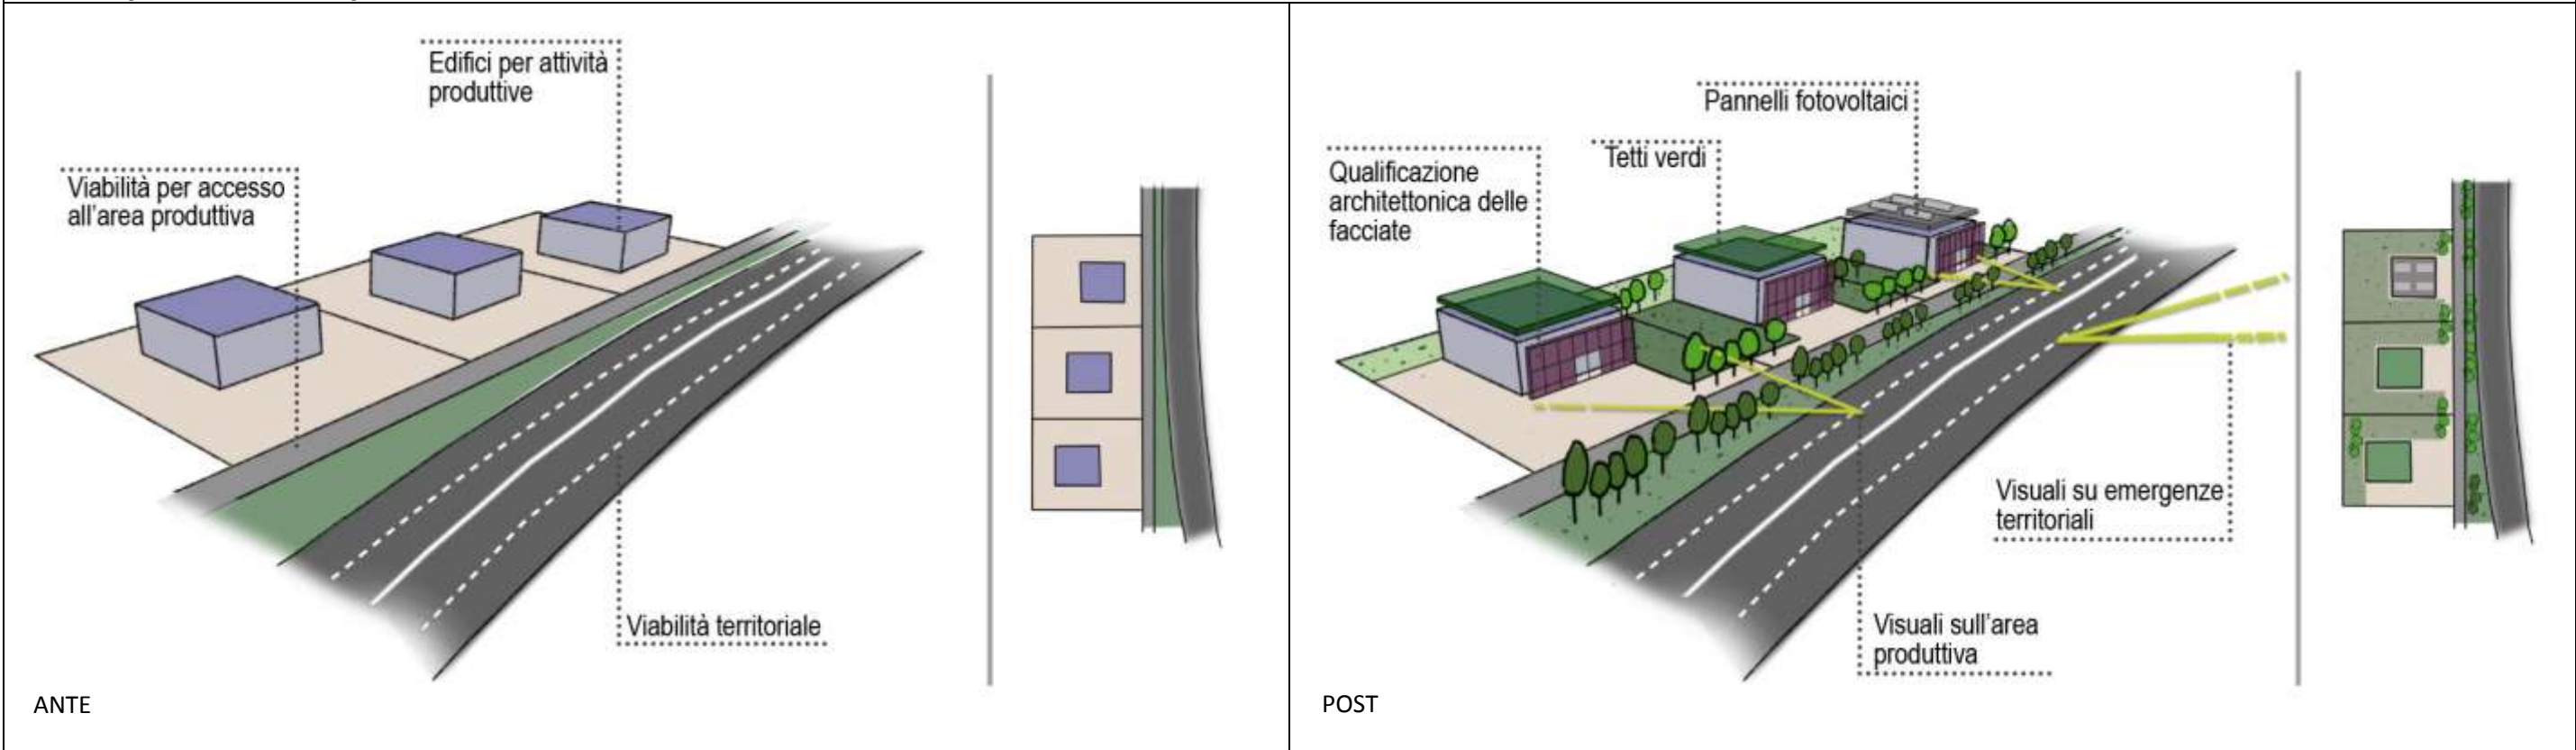 Edifici per attività
produttive
Viabilità per accesso
all'area produttiva
Viabilità territoriale
ANTE
Pannelli fotovoltaici
Tetti verdi
Qualificazione
architettonica delle
facciate
Visuali su emergenze
territoriali
Visuali sull'area
produttiva
POST